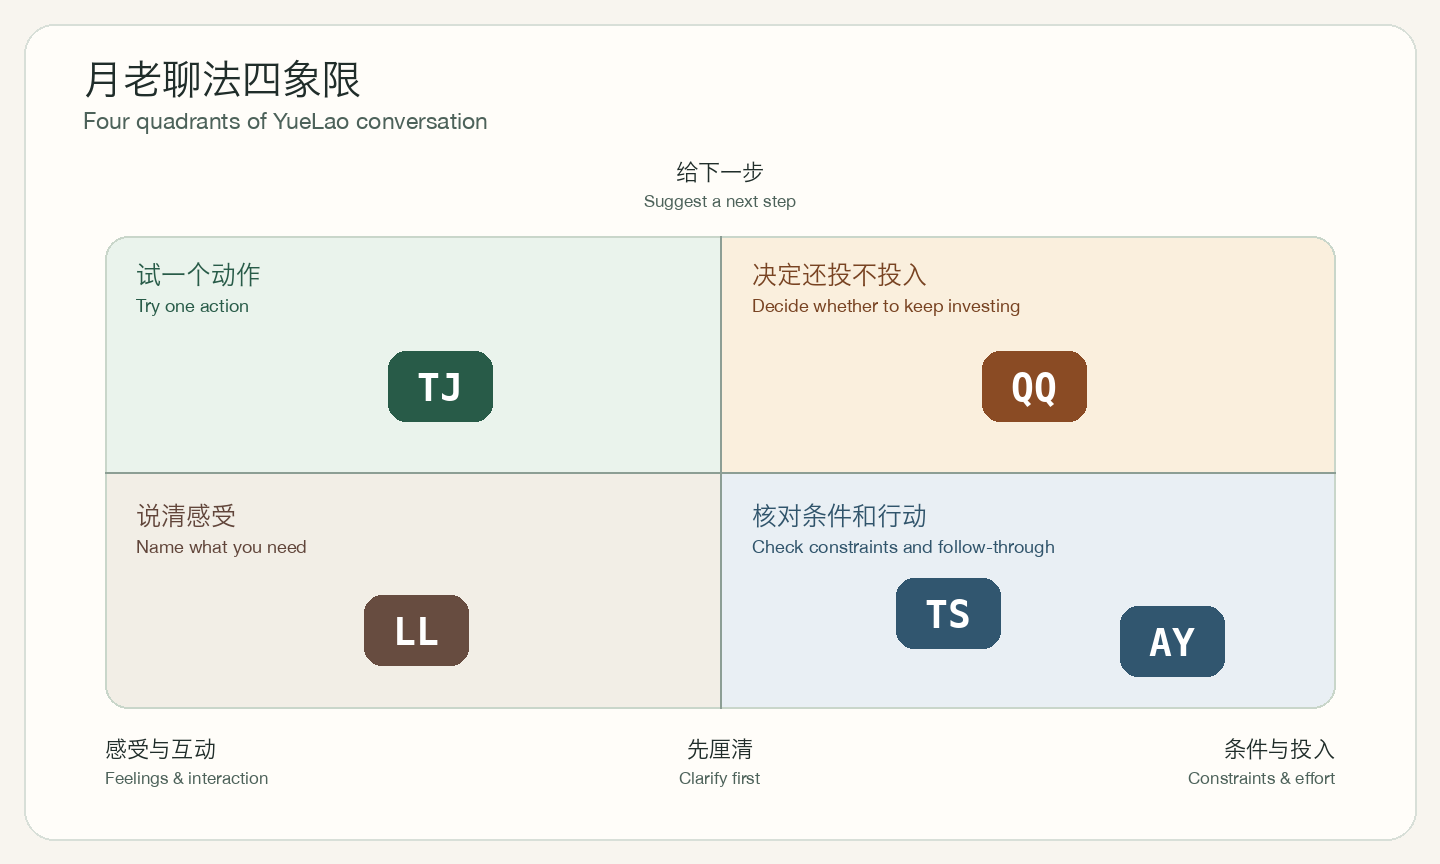 月老聊法四象限
Four quadrants of YueLao conversation
给下一步
Suggest a next step
试一个动作
Try one action
TJ
决定还投不投入
Decide whether to keep investing
QQ
说清感受
Name what you need
LL
核对条件和行动
Check constraints and follow-through
TS
AY
感受与互动
Feelings & interaction
先厘清
Clarify first
条件与投入
Constraints & effort